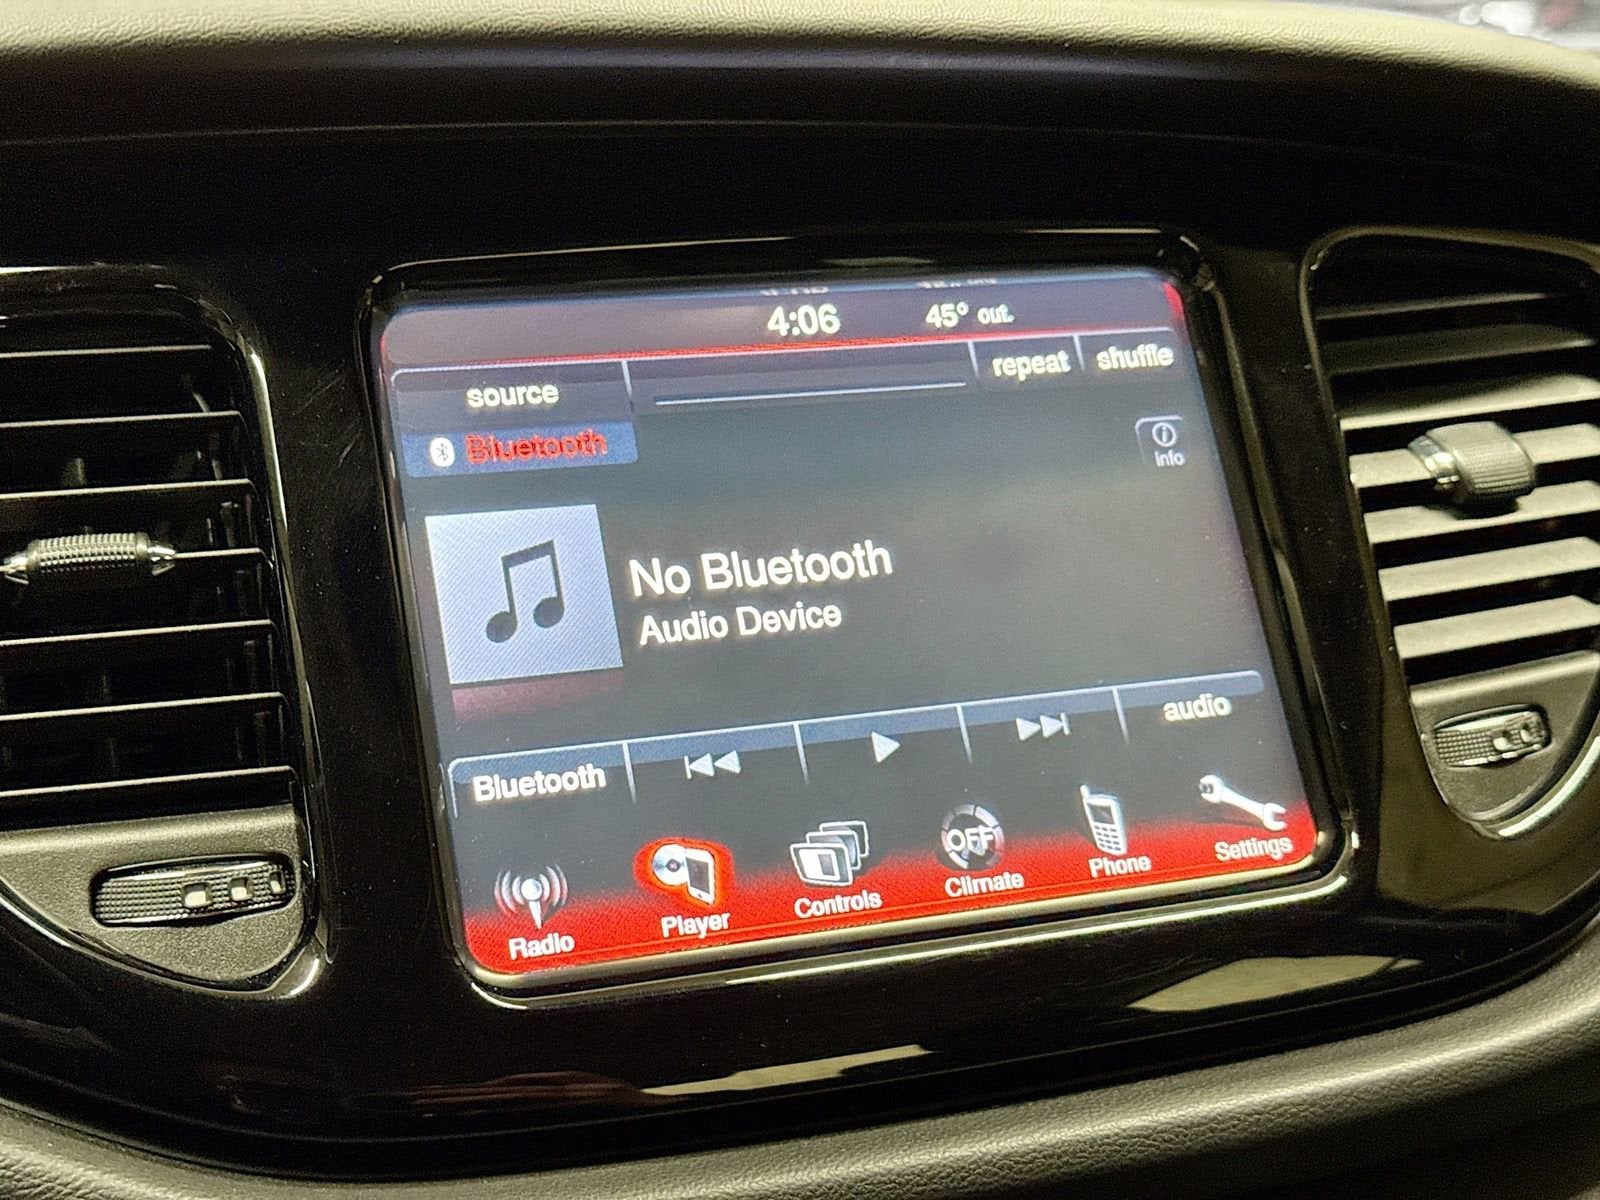 4:06 45° out.
source repeat shuffle
Bluetooth
info
No Bluetooth
Audio Device
Bluetooth audio
OFF
Radio Player Controls Climate Phone Settings